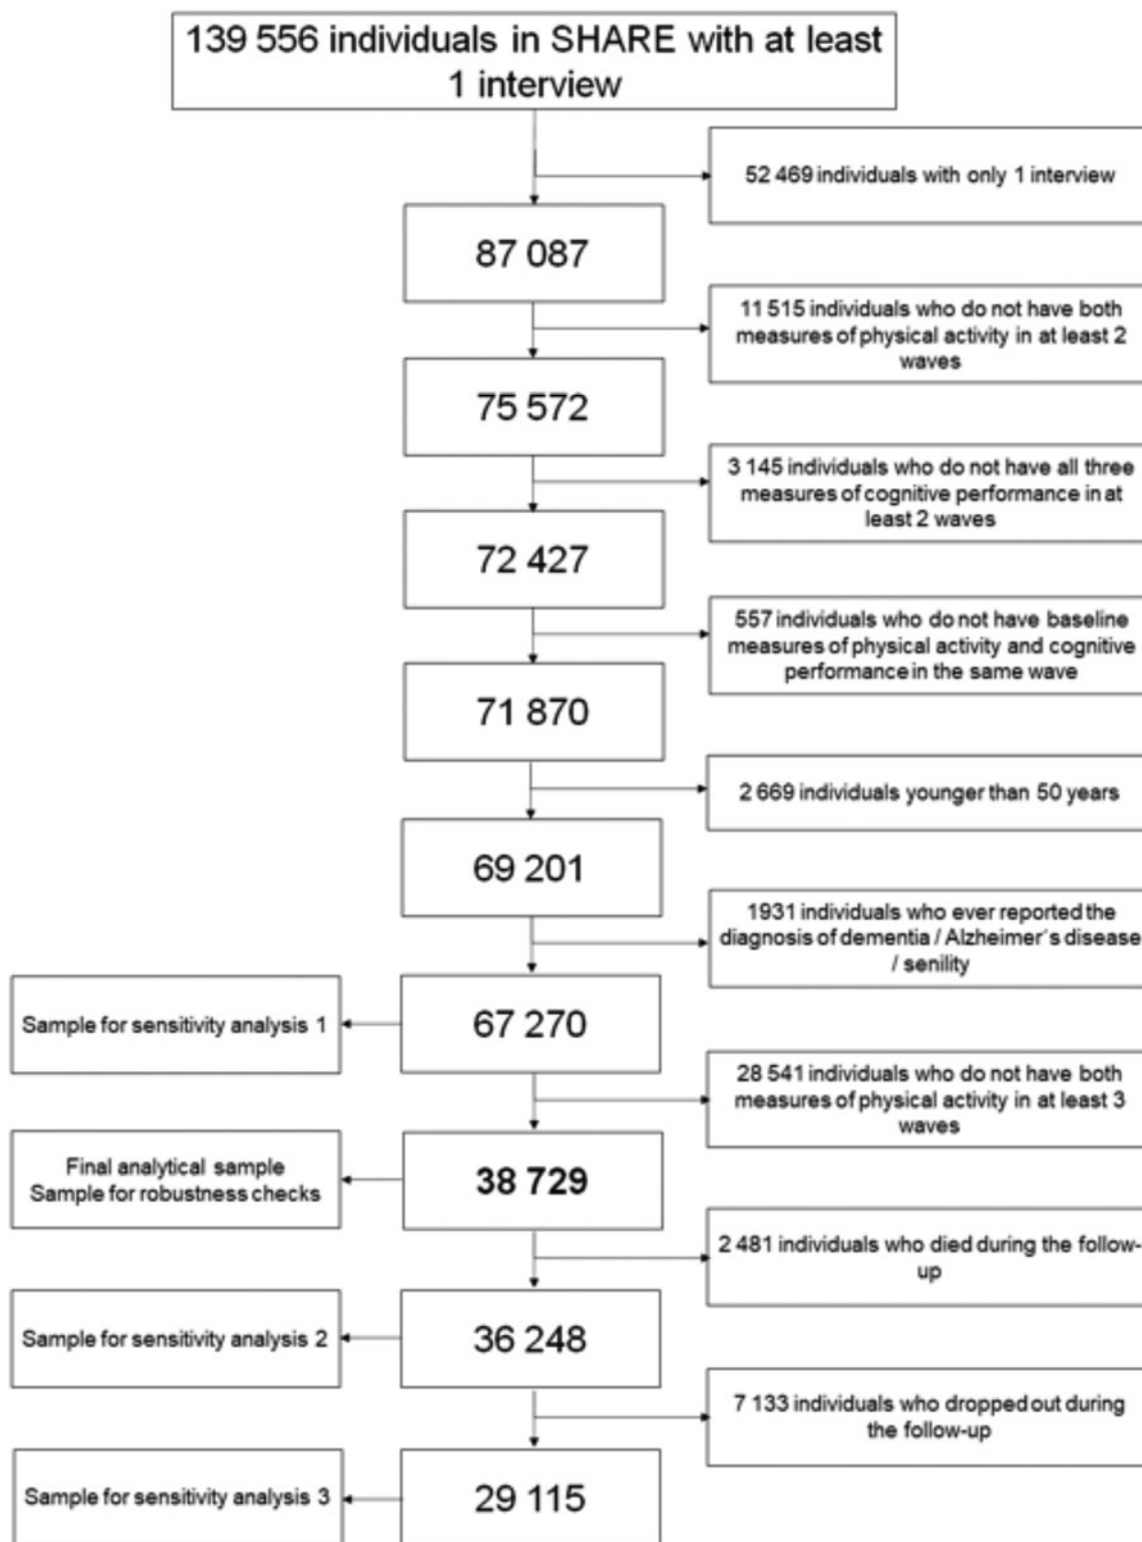 139 556 individuals in SHARE with at least
1 interview
52 469 individuals with only 1 interview
87 087
11 515 individuals who do not have both
measures of physical activity in at least 2
waves
75 572
3 145 individuals who do not have all three
measures of cognitive performance in at
least 2 waves
72 427
557 individuals who do not have baseline
measures of physical activity and cognitive
performance in the same wave
71 870
2 669 individuals younger than 50 years
69 201
1931 individuals who ever reported the
diagnosis of dementia / Alzheimer´s disease
/ senility
Sample for sensitivity analysis 1
67 270
28 541 individuals who do not have both
measures of physical activity in at least 3
waves
Final analytical sample
Sample for robustness checks
38 729
2 481 individuals who died during the follow-
up
Sample for sensitivity analysis 2
36 248
7 133 individuals who dropped out during
the follow-up
Sample for sensitivity analysis 3
29 115